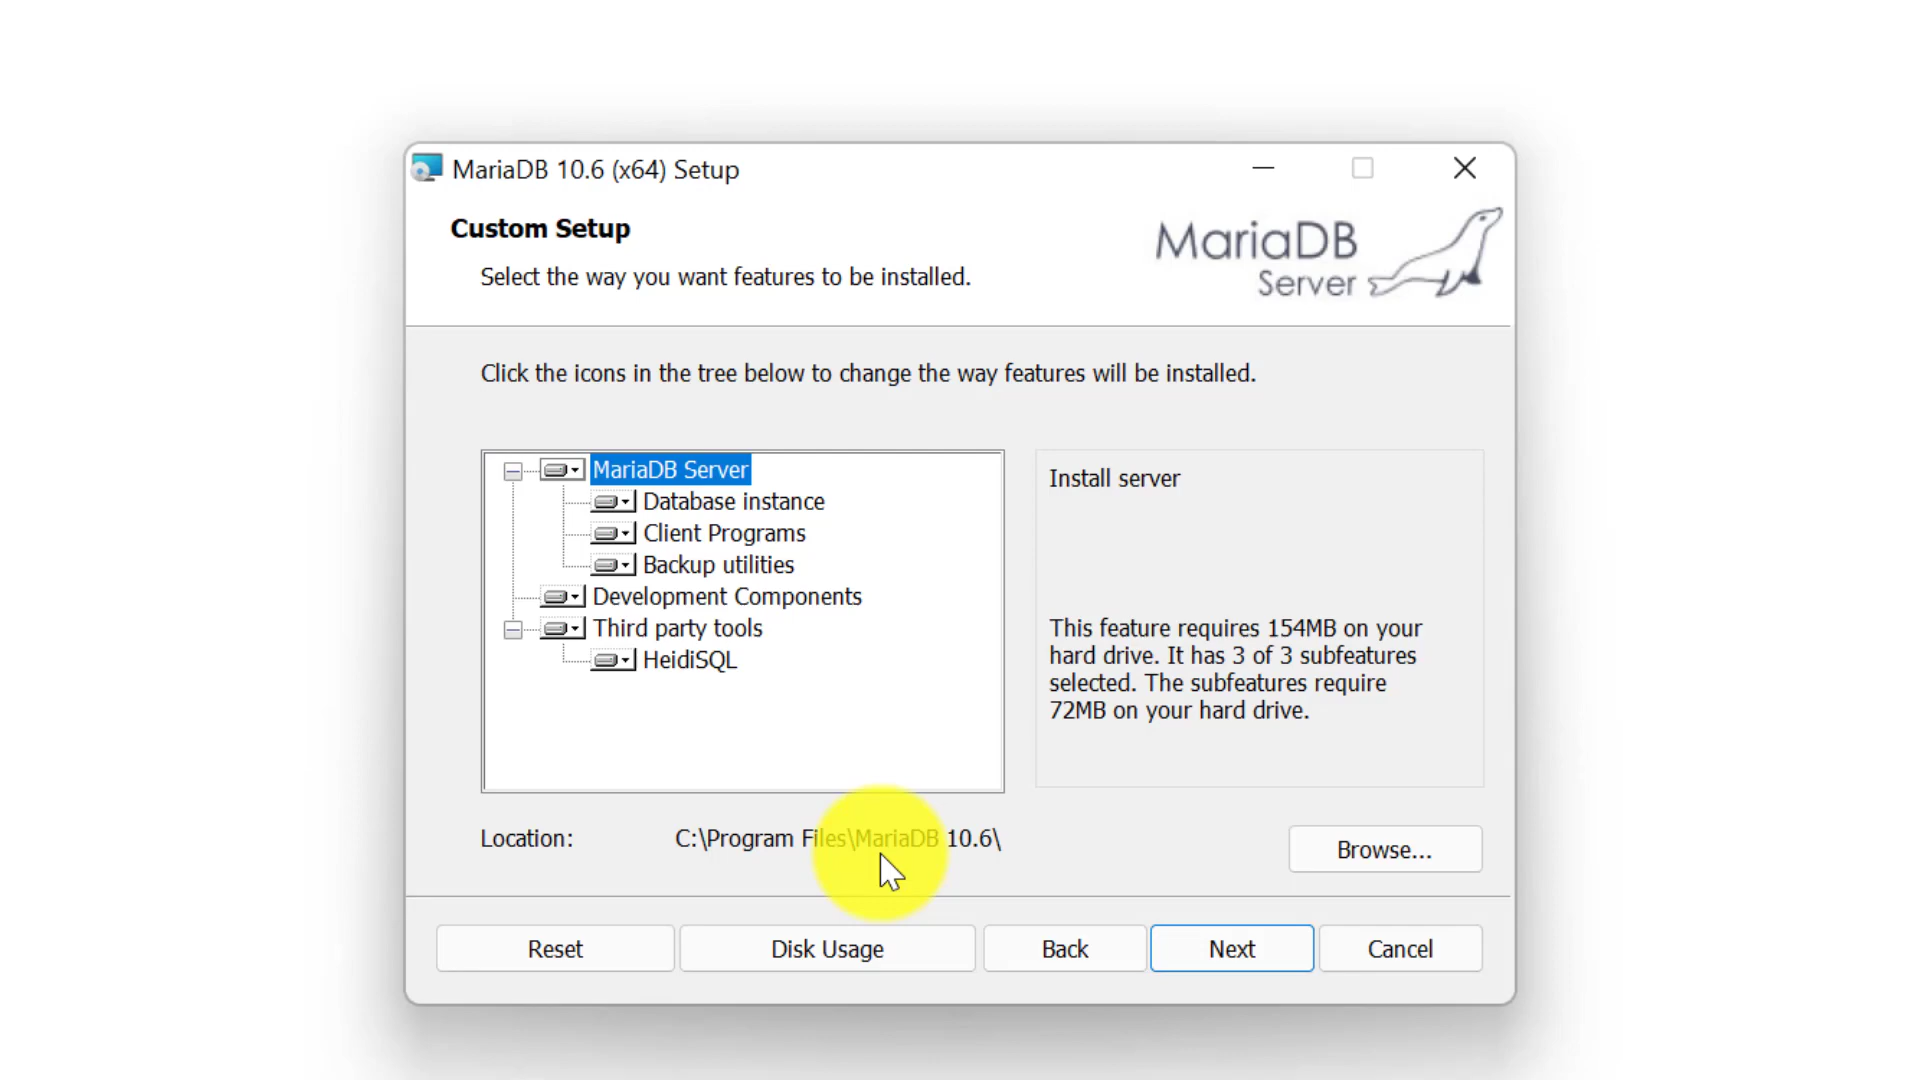 MariaDB 10.6 (x64) Setup
Custom Setup
Select the way you want features to be installed.
MariaDB
Server
Click the icons in the tree below to change the way features will be installed.
MariaDB Server
Database instance
Client Programs
Backup utilities
Development Components
Third party tools
HeidiSQL
Install server
This feature requires 154MB on your
hard drive. It has 3 of 3 subfeatures
selected. The subfeatures require
72MB on your hard drive.
Location: C:\Program Files\MariaDB 10.6\
Browse...
Reset Disk Usage Back Next Cancel